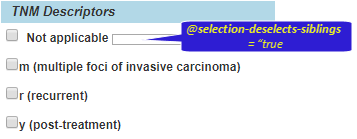 TNM Descriptors
Not applicable
@selection-deselects-siblings
= "true
m (multiple foci of invasive carcinoma)
r (recurrent)
y (post-treatment)